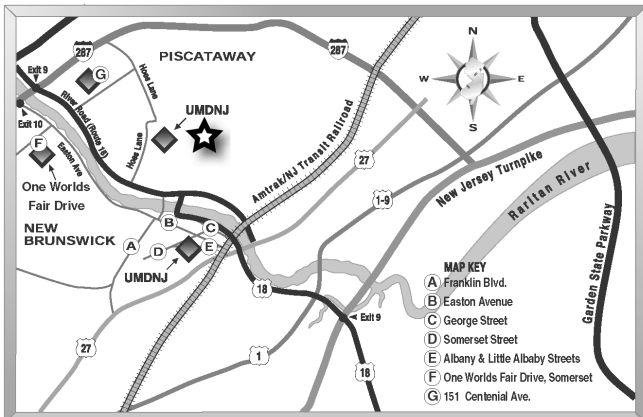 N
W E
S
287
287
PISCATAWAY
Exit 9
Hoes Lane
G
UMDNJ
River Road (Route 18)
Exit 10
Hoes Lane
F
Easton Ave
One Worlds
Fair Drive
Amtrak/NJ Transit Railroad
27
1-9
New Jersey Turnpike
Raritan River
Garden State Parkway
NEW
BRUNSWICK
B
C
A
D
E
UMDNJ
18
Exit 9
27
1
18
MAP KEY
A Franklin Blvd.
B Easton Avenue
C George Street
D Somerset Street
E Albany & Little Albaby Streets
F One Worlds Fair Drive, Somerset
G 151 Centenial Ave.